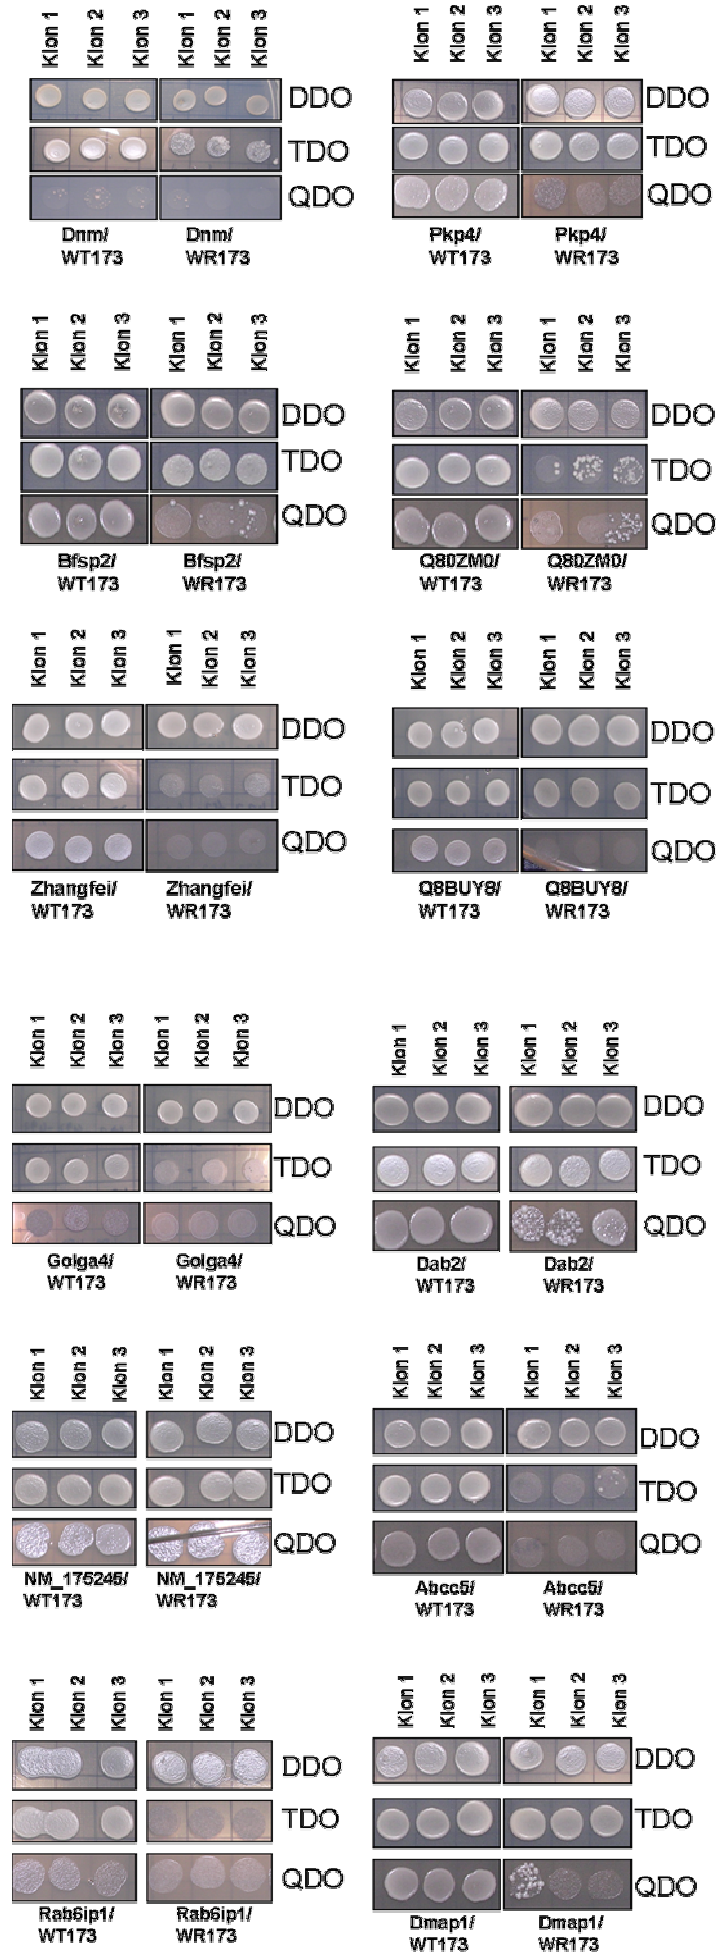 Klon 1 Klon 2 Klon 3 Klon 1 Klon 2 Klon 3
DDO
TDO
QDO
Dnm/ Dnm/
WT173 WR173
Klon 1 Klon 2 Klon 3 Klon 1 Klon 2 Klon 3
DDO
TDO
QDO
Pkp4/ Pkp4/
WT173 WR173
Klon 1 Klon 2 Klon 3 Klon 1 Klon 2 Klon 3
DDO
TDO
QDO
Bfsp2/ Bfsp2/
WT173 WR173
Klon 1 Klon 2 Klon 3 Klon 1 Klon 2 Klon 3
DDO
TDO
QDO
Q80ZM0/ Q80ZM0/
WT173 WR173
Klon 1 Klon 2 Klon 3 Klon 1 Klon 2 Klon 3
DDO
TDO
QDO
Zhangfei/ Zhangfei/
WT173 WR173
Klon 1 Klon 2 Klon 3 Klon 1 Klon 2 Klon 3
DDO
TDO
QDO
Q8BUY8/ Q8BUY8/
WT173 WR173
Klon 1 Klon 2 Klon 3 Klon 1 Klon 2 Klon 3
DDO
TDO
QDO
Golga4/ Golga4/
WT173 WR173
Klon 1 Klon 2 Klon 3 Klon 1 Klon 2 Klon 3
DDO
TDO
QDO
Dab2/ Dab2/
WT173 WR173
Klon 1 Klon 2 Klon 3 Klon 1 Klon 2 Klon 3
DDO
TDO
QDO
NM_175245/ NM_175245/
WT173 WR173
Klon 1 Klon 2 Klon 3 Klon 1 Klon 2 Klon 3
DDO
TDO
QDO
Abcc5/ Abcc5/
WT173 WR173
Klon 1 Klon 2 Klon 3 Klon 1 Klon 2 Klon 3
DDO
TDO
QDO
Rab6ip1/ Rab6ip1/
WT173 WR173
Klon 1 Klon 2 Klon 3 Klon 1 Klon 2 Klon 3
DDO
TDO
QDO
Dmap1/ Dmap1/
WT173 WR173